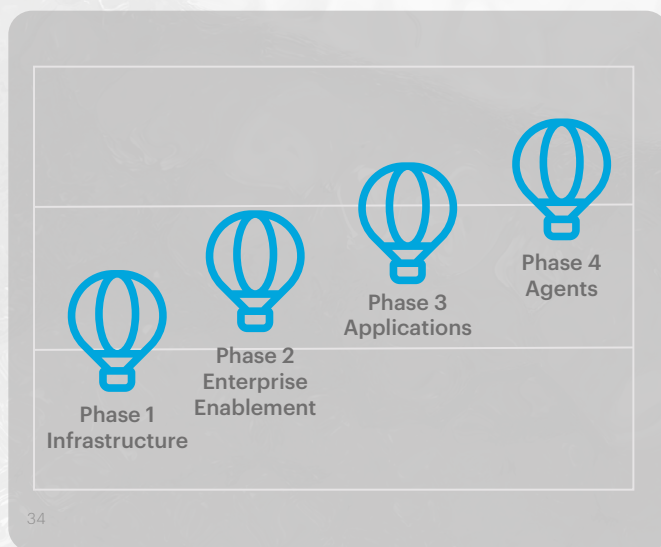 Phase 4
Agents
Phase 3
Applications
Phase 2
Enterprise
Enablement
Phase 1
Infrastructure
34